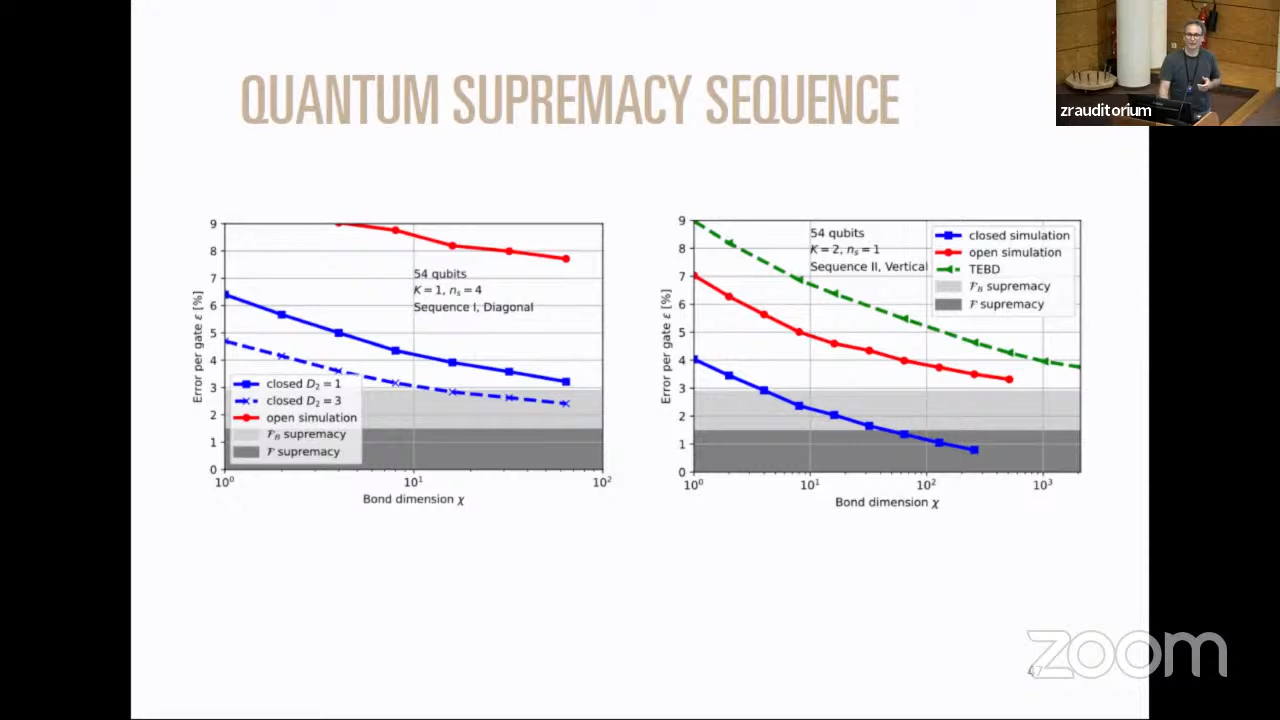 QUANTUM SUPREMACY SEQUENCE
zrauditorium
9
8
7
6
5
4
3
2
1
0
Error per gate ε [%]
54 qubits
K = 1, n_s = 4
Sequence I, Diagonal
closed D_2 = 1
closed D_2 = 3
open simulation
ℱ_B supremacy
ℱ supremacy
10^0
10^1
10^2
Bond dimension χ
9
8
7
6
5
4
3
2
1
0
Error per gate ε [%]
54 qubits
K = 2, n_s = 1
Sequence II, Vertical
closed simulation
open simulation
TEBD
ℱ_B supremacy
ℱ supremacy
10^0
10^1
10^2
10^3
Bond dimension χ
47
zoom